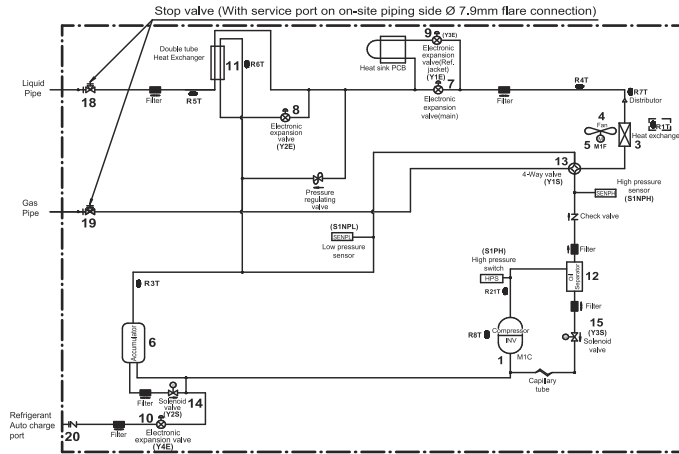 Stop valve (With service port on on-site piping side Ø 7.9mm flare connection)
Double tube
Heat Exchanger
11
R6T
9
(Y3E)
Electronic
expansion
valve(Ref.
jacket)
(Y1E)
Heat sink PCB
7
Electronic
expansion
valve(main)
Filter
R4T
R7T
Distributor
Liquid
Pipe
18
Filter
R5T
8
Electronic
expansion
valve
(Y2E)
4
Fan
5
M1F
R1T
Heat exchanger
3
13
4-Way valve
(Y1S)
High pressure
sensor
(S1NPH)
SENPH
Pressure
regulating
valve
Gas
Pipe
19
(S1NPL)
SENPL
Low pressure
sensor
Check valve
Filter
(S1PH)
High pressure
switch
HPS
R21T
12
Oil
Separator
Filter
R3T
6
Accumulator
R8T
Compressor
INV
1
M1C
15
(Y3S)
Solenoid
valve
Capillary
tube
Filter
Solenoid
valve
(Y2S)
14
Refrigerant
Auto charge
port
20
Filter
10
Electronic
expansion valve
(Y4E)